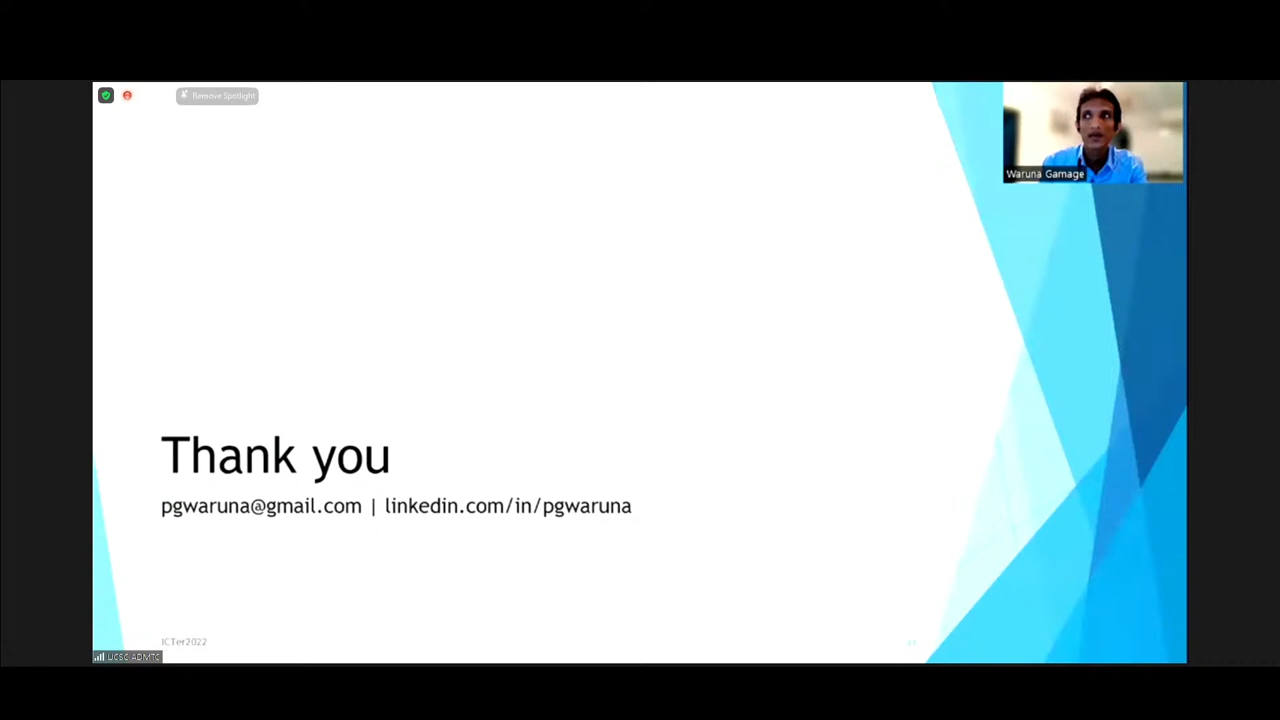 Remove Spotlight
Waruna Gamage
Thank you
pgwaruna@gmail.com | linkedin.com/in/pgwaruna
ICTer2022
UCSC ADMTC